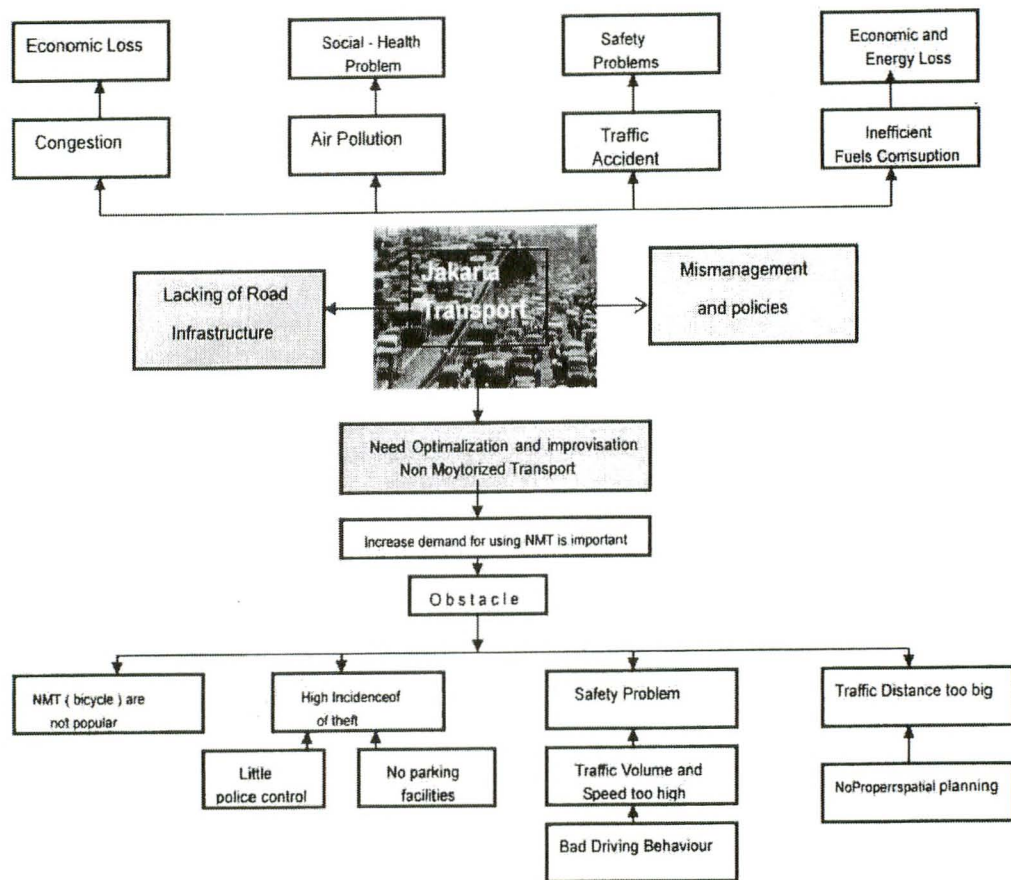 Economic Loss
Social - Health
Problem
Safety
Problems
Economic and
Energy Loss
Congestion
Air Pollution
Traffic
Accident
Inefficient
Fuels Comsuption
Lacking of Road
Infrastructure
Jakarta
Transport
Mismanagement
and policies
Need Optimalization and improvisation
Non Moytorized Transport
Increase demand for using NMT is important
Obstacle
NMT ( bicycle ) are
not popular
High Incidenceof
of theft
Safety Problem
Traffic Distance too big
Little
police control
No parking
facilities
Traffic Volume and
Speed too high
NoProperrspatial planning
Bad Driving Behaviour